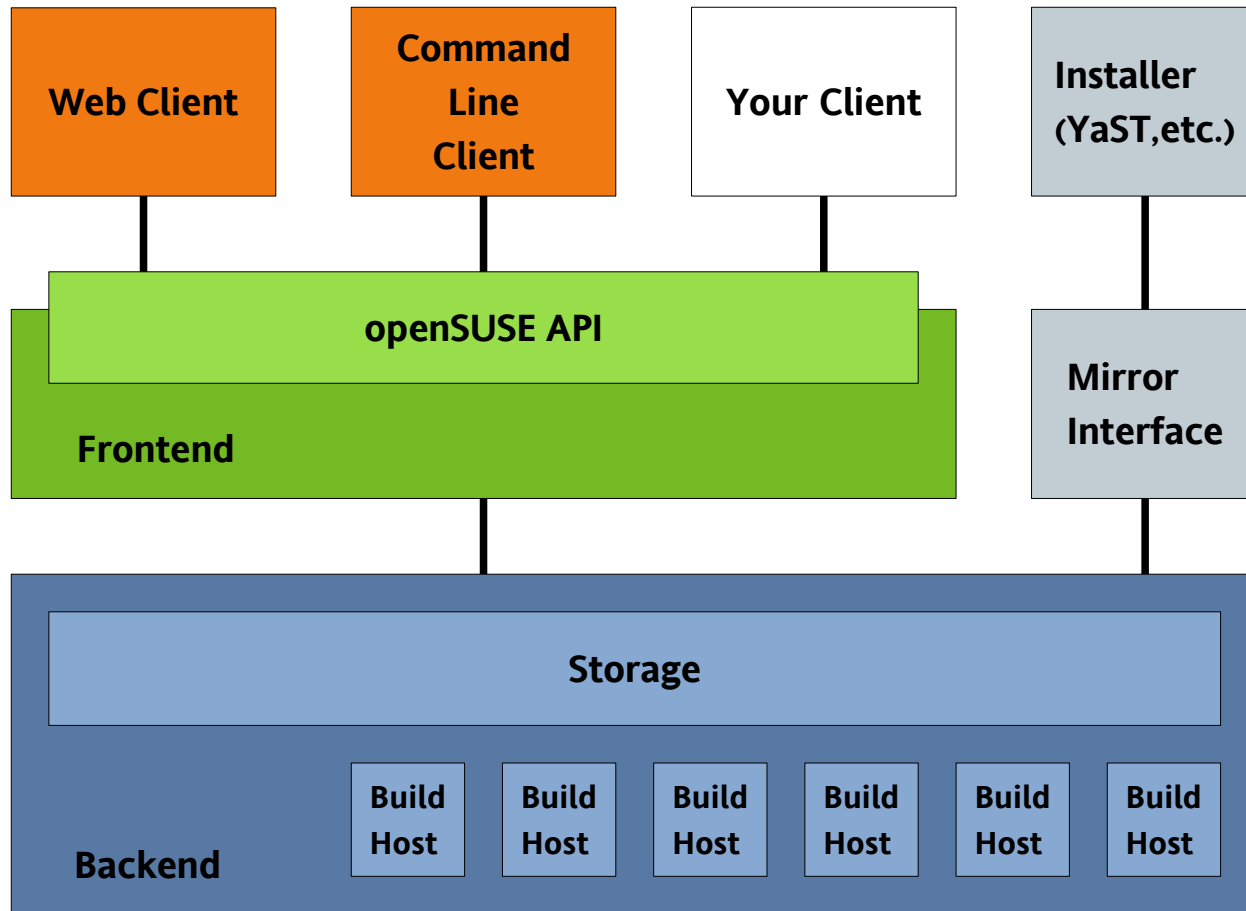 Web Client
Command
Line
Client
Your Client
Installer
(YaST,etc.)
openSUSE API
Frontend
Mirror
Interface
Storage
Build
Host
Build
Host
Build
Host
Build
Host
Build
Host
Build
Host
Backend